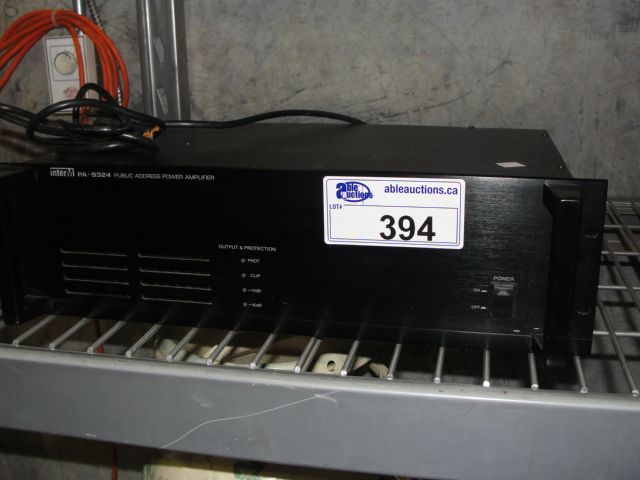 interM PA-9324 PUBLIC ADDRESS POWER AMPLIFIER
able auctions
ableauctions.ca
LOT#
394
OUTPUT & PROTECTION
PROT
CLIP
-10dB
-40dB
POWER
ON
OFF